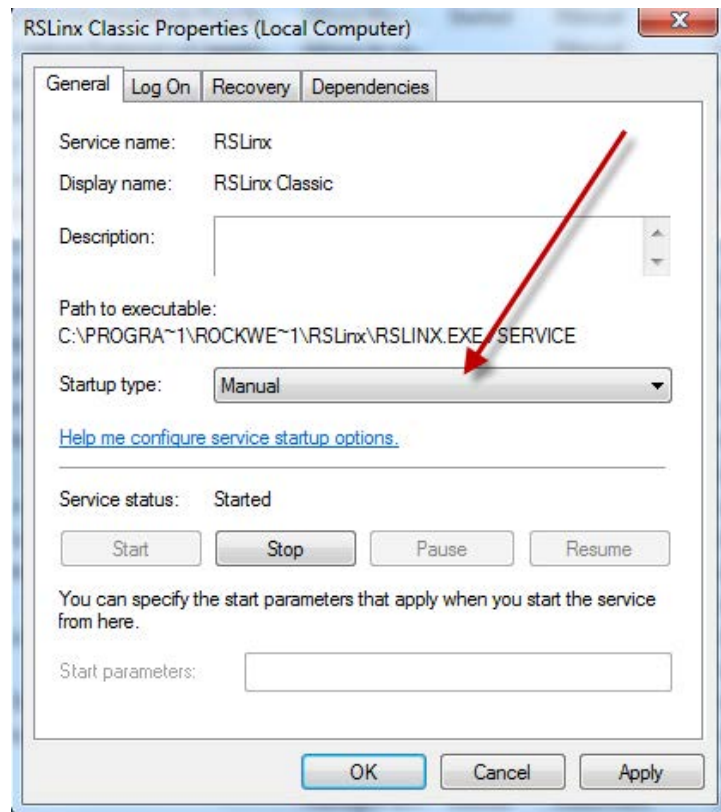 RSLinx Classic Properties (Local Computer)
General Log On Recovery Dependencies
Service name: RSLinx
Display name: RSLinx Classic
Description:
Path to executable:
C:\PROGRA~1\ROCKWE~1\RSLinx\RSLINX.EXE /SERVICE
Startup type: Manual
Help me configure service startup options.
Service status: Started
Start Stop Pause Resume
You can specify the start parameters that apply when you start the service
from here.
Start parameters:
OK Cancel Apply